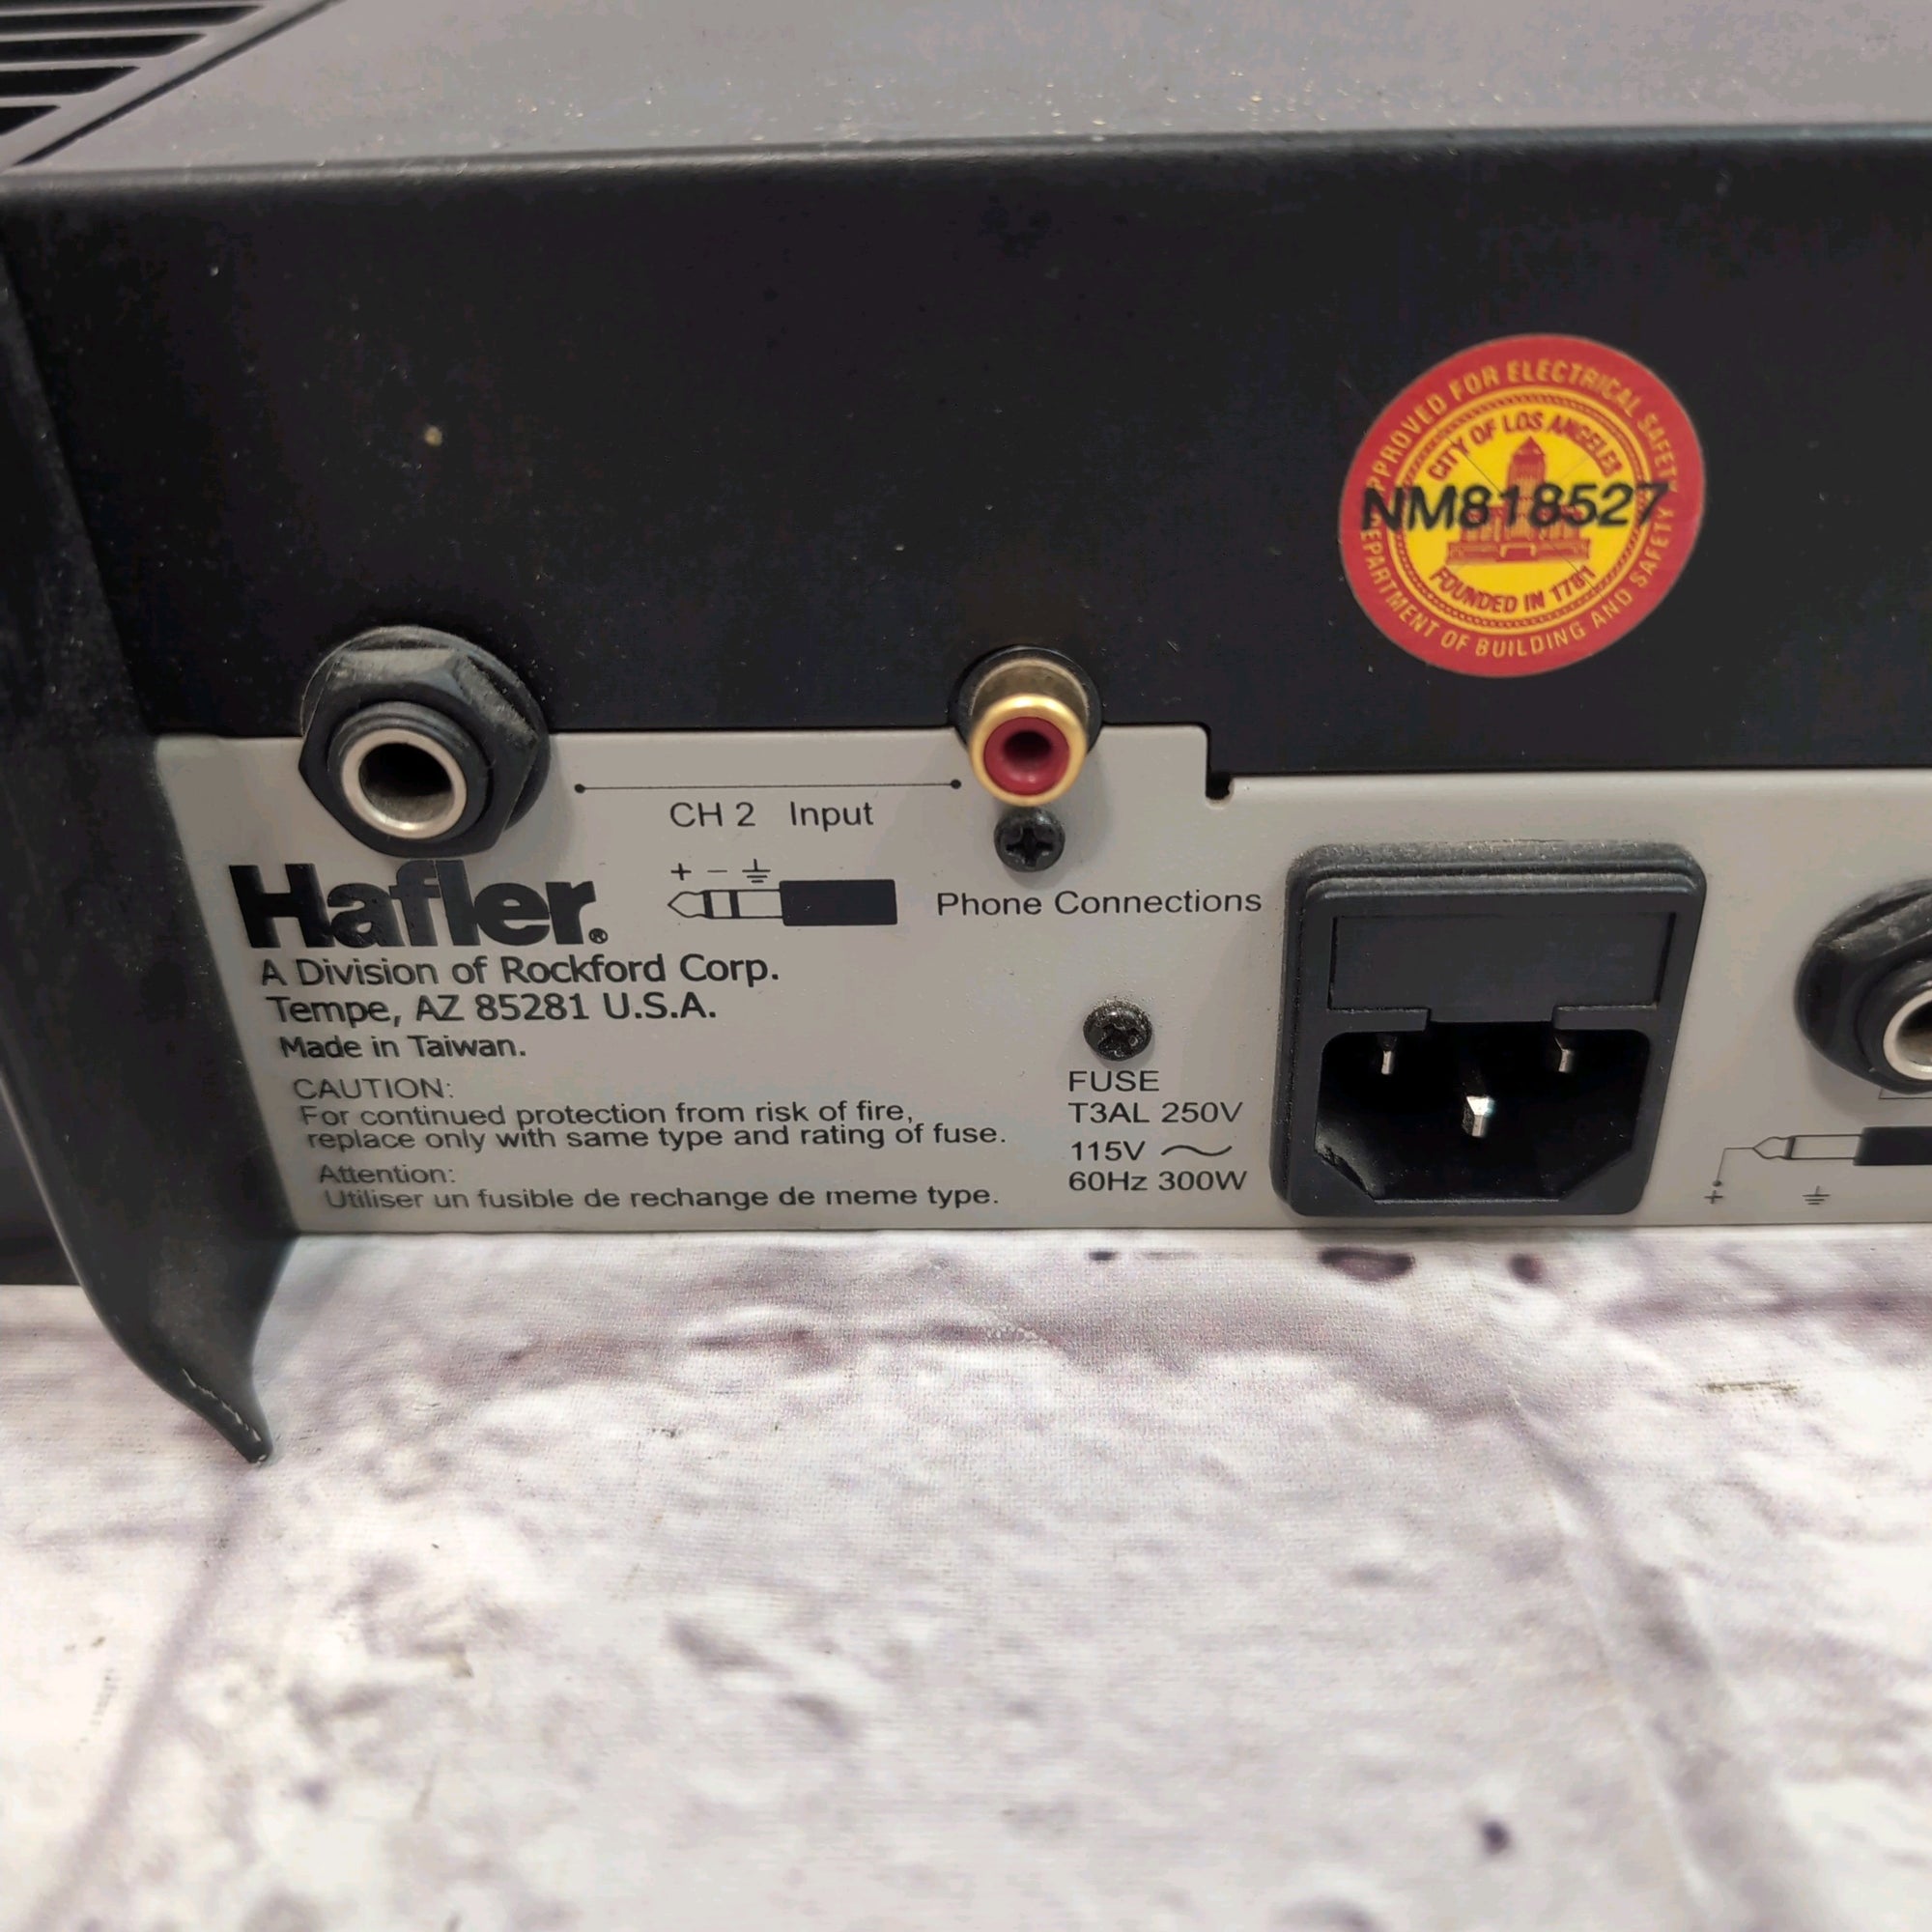 APPROVED FOR ELECTRICAL SAFETY
CITY OF LOS ANGELES
NM818527
FOUNDED IN 1781
DEPARTMENT OF BUILDING AND SAFETY
CH 2 Input
+ −
Phone Connections
Hafler®
A Division of Rockford Corp.
Tempe, AZ 85281 U.S.A.
Made in Taiwan.
CAUTION:
For continued protection from risk of fire,
replace only with same type and rating of fuse.
Attention:
Utiliser un fusible de rechange de meme type.
FUSE
T3AL 250V
115V ~
60Hz 300W
+